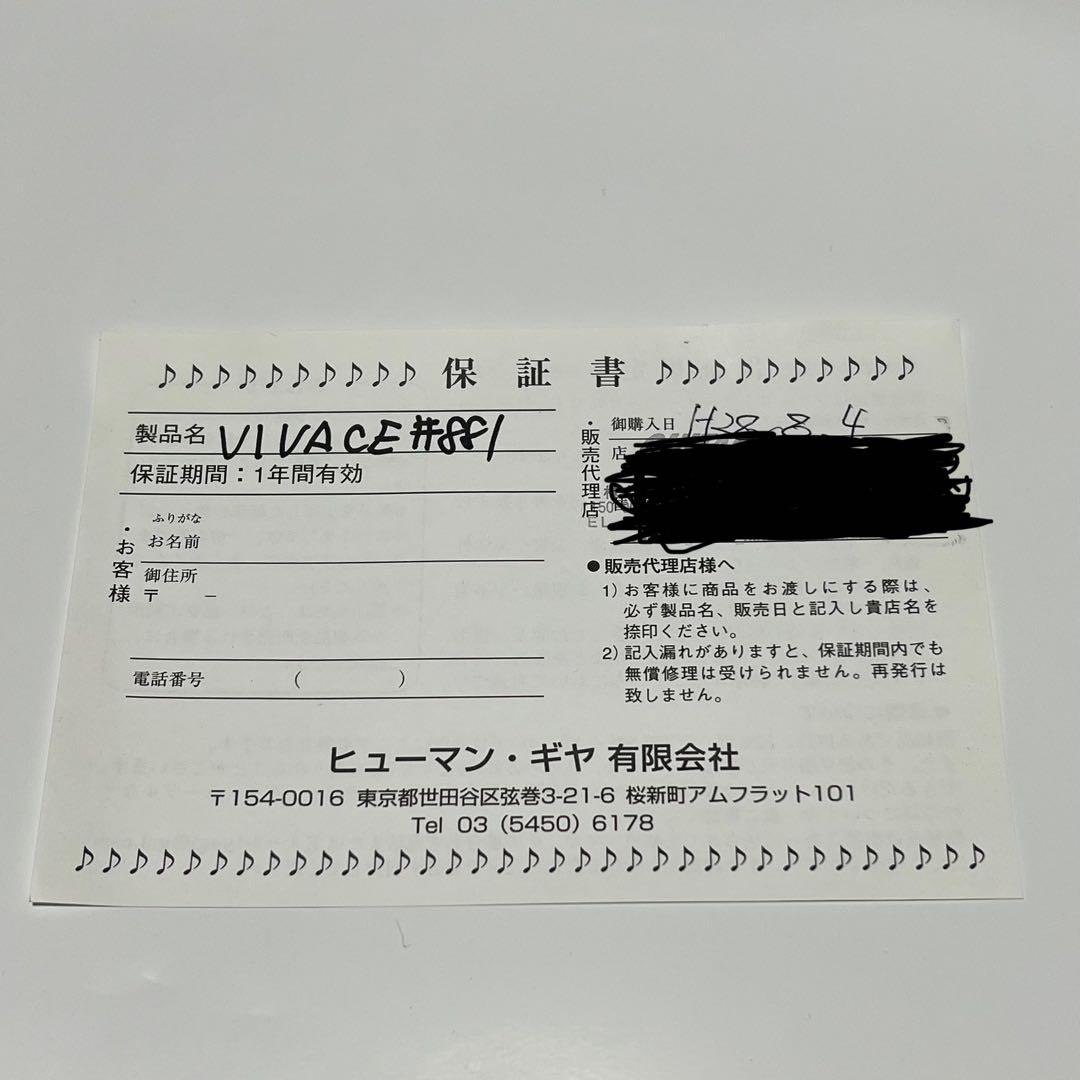 ♪♪♪♪♪♪♪♪♪♪ 保証書 ♪♪♪♪♪♪♪♪♪♪
製品名 VIVACE#881
保証期間：1年間有効
・お客様
ふりがな
お名前
御住所
〒 －
電話番号 （ ）
・販売代理店
御購入日 H28.8.4
店
EL
●販売代理店様へ
1）お客様に商品をお渡しにする際は、
必ず製品名、販売日と記入し貴店名を
捺印ください。
2）記入漏れがありますと、保証期間内でも
無償修理は受けられません。再発行は
致しません。
ヒューマン・ギヤ 有限会社
〒154-0016 東京都世田谷区弦巻3-21-6 桜新町アムフラット101
Tel 03（5450）6178
♪♪♪♪♪♪♪♪♪♪♪♪♪♪♪♪♪♪♪♪♪♪♪♪♪♪♪♪♪♪♪♪♪♪